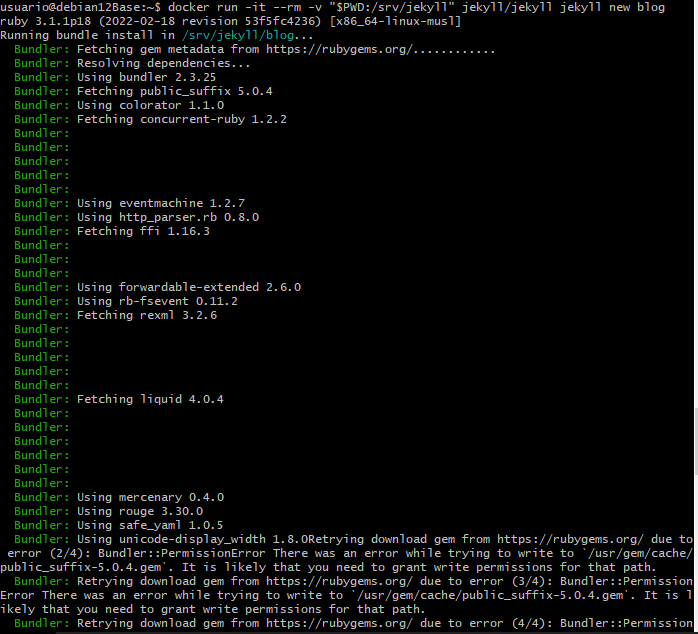 usuario@debian12Base:~$ docker run -it --rm -v "$PWD:/srv/jekyll" jekyll/jekyll jekyll new blog
ruby 3.1.1p18 (2022-02-18 revision 53f5fc4236) [x86_64-linux-musl]
Running bundle install in /srv/jekyll/blog...
  Bundler: Fetching gem metadata from https://rubygems.org/............
  Bundler: Resolving dependencies...
  Bundler: Using bundler 2.3.25
  Bundler: Fetching public_suffix 5.0.4
  Bundler: Using colorator 1.1.0
  Bundler: Fetching concurrent-ruby 1.2.2
  Bundler:
  Bundler:
  Bundler:
  Bundler:
  Bundler:
  Bundler: Using eventmachine 1.2.7
  Bundler: Using http_parser.rb 0.8.0
  Bundler: Fetching ffi 1.16.3
  Bundler:
  Bundler:
  Bundler:
  Bundler: Using forwardable-extended 2.6.0
  Bundler: Using rb-fsevent 0.11.2
  Bundler: Fetching rexml 3.2.6
  Bundler:
  Bundler:
  Bundler:
  Bundler:
  Bundler:
  Bundler: Fetching liquid 4.0.4
  Bundler:
  Bundler:
  Bundler:
  Bundler:
  Bundler:
  Bundler:
  Bundler: Using mercenary 0.4.0
  Bundler: Using rouge 3.30.0
  Bundler: Using safe_yaml 1.0.5
  Bundler: Using unicode-display_width 1.8.0Retrying download gem from https://rubygems.org/ due to
 error (2/4): Bundler::PermissionError There was an error while trying to write to `/usr/gem/cache/
public_suffix-5.0.4.gem`. It is likely that you need to grant write permissions for that path.
  Bundler: Retrying download gem from https://rubygems.org/ due to error (3/4): Bundler::Permission
Error There was an error while trying to write to `/usr/gem/cache/public_suffix-5.0.4.gem`. It is l
ikely that you need to grant write permissions for that path.
  Bundler: Retrying download gem from https://rubygems.org/ due to error (4/4): Bundler::Permission